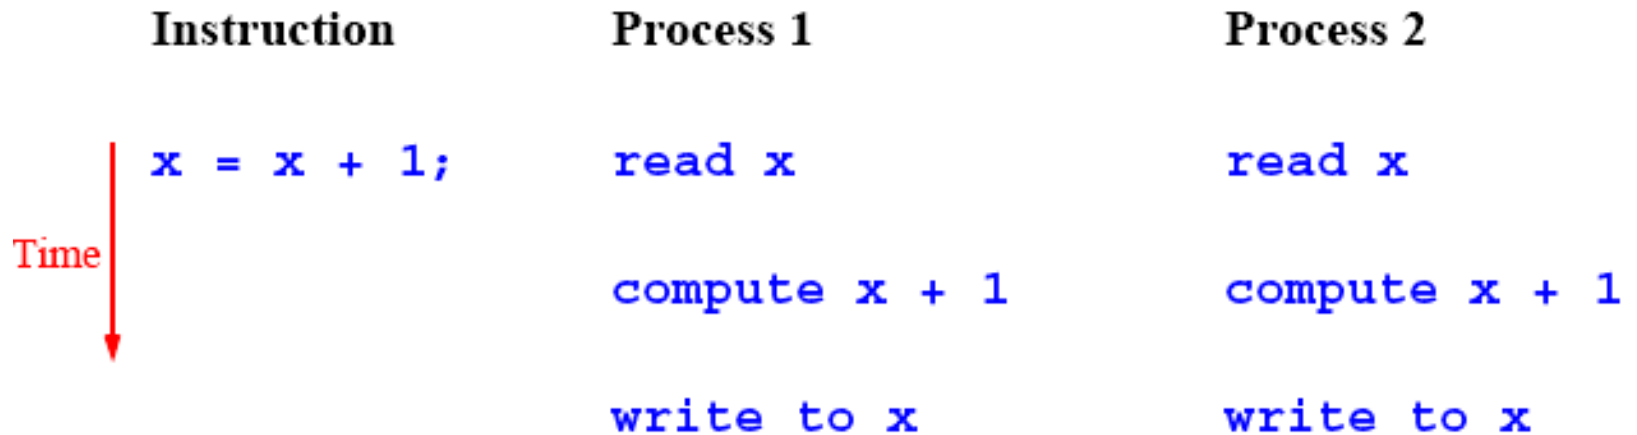 Instruction Process 1 Process 2
x = x + 1; read x read x
Time
compute x + 1 compute x + 1
write to x write to x